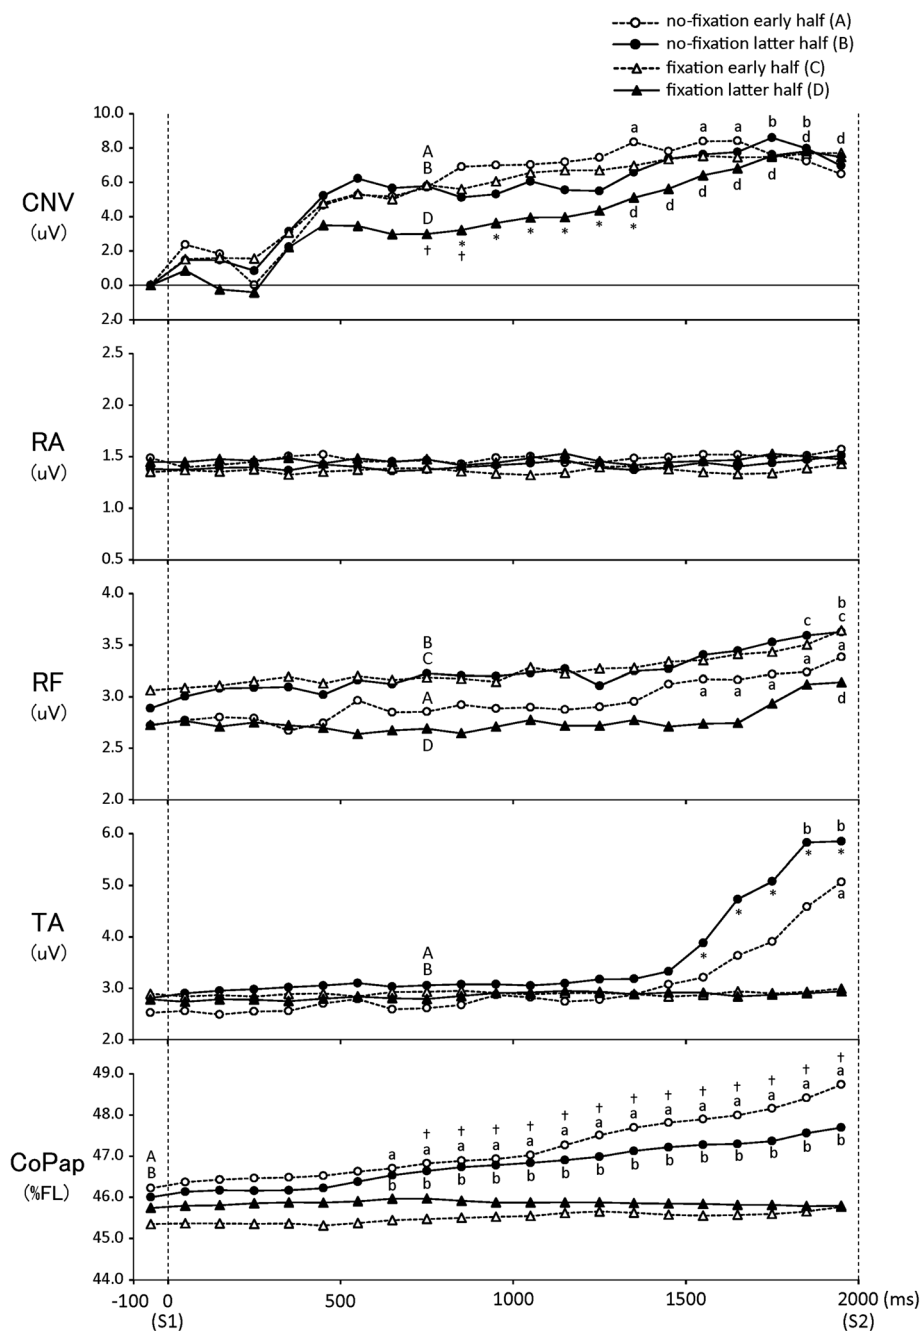 no-fixation early half (A)
no-fixation latter half (B)
fixation early half (C)
fixation latter half (D)
CNV
(uV)
10.0
8.0
6.0
4.0
2.0
0.0
2.0
A
B
D
†
*
†
*
*
*
*
a
d
*
d
a
d
a
d
b
d
b
d
d
RA
(uV)
2.5
2.0
1.5
1.0
0.5
RF
(uV)
4.0
3.5
3.0
2.5
2.0
B
C
A
D
a
a
a
c
a
b
c
a
d
TA
(uV)
6.0
5.0
4.0
3.0
2.0
A
B
*
*
*
b
*
b
*
a
CoPap
(%FL)
49.0
48.0
47.0
46.0
45.0
44.0
A
B
a
† † † † † † † † † † † † †
a a a a a a a a a a a a a
b b b b b b b b b b b b b b
-100 0 500 1000 1500 2000 (ms)
(S1) (S2)